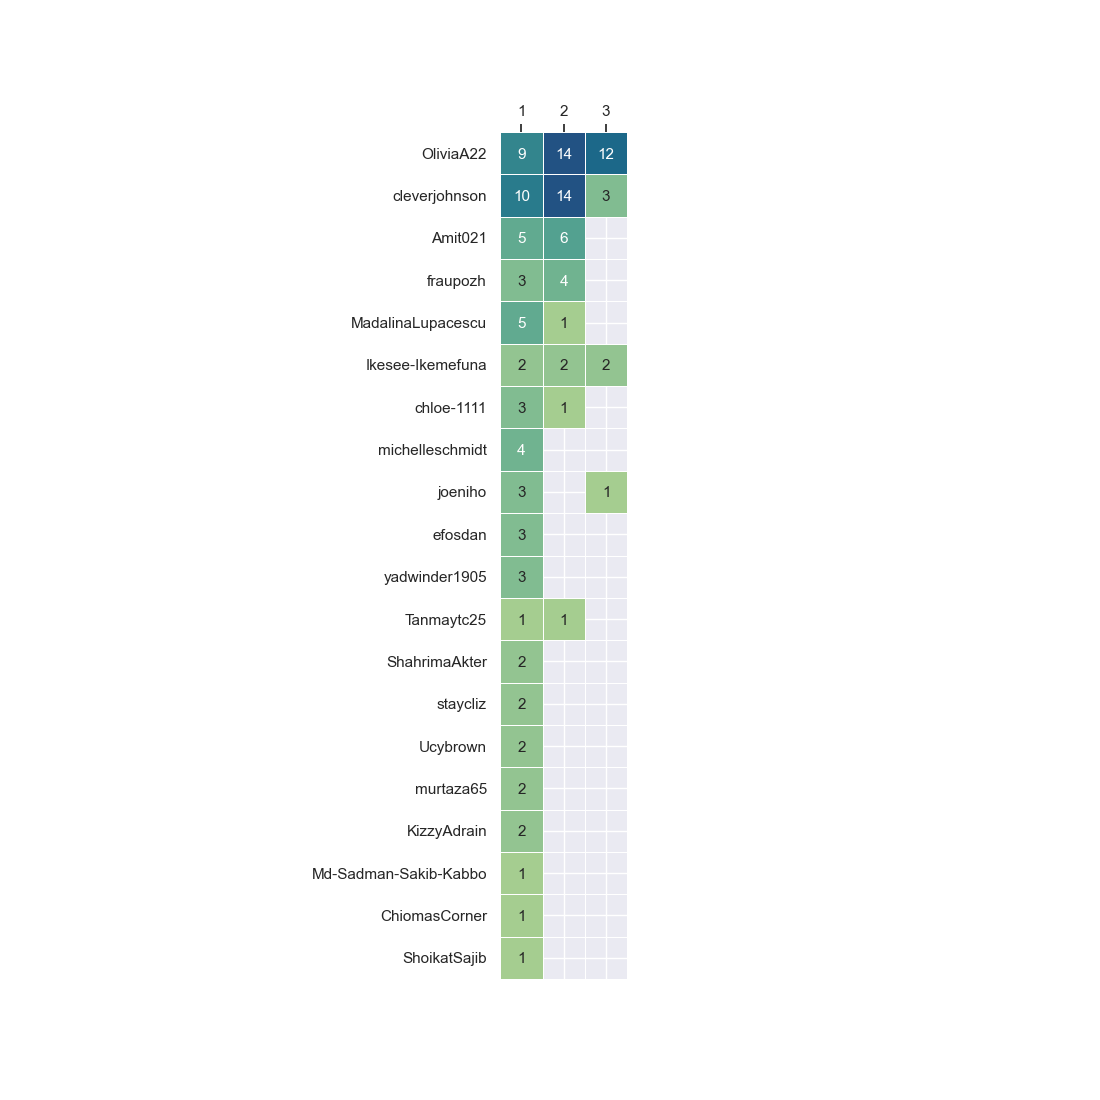 1 2 3
OliviaA22 9 14 12
cleverjohnson 10 14 3
Amit021 5 6
fraupozh 3 4
MadalinaLupacescu 5 1
Ikesee-Ikemefuna 2 2 2
chloe-1111 3 1
michelleschmidt 4
joeniho 3 1
efosdan 3
yadwinder1905 3
Tanmaytc25 1 1
ShahrimaAkter 2
staycliz 2
Ucybrown 2
murtaza65 2
KizzyAdrain 2
Md-Sadman-Sakib-Kabbo 1
ChiomasCorner 1
ShoikatSajib 1